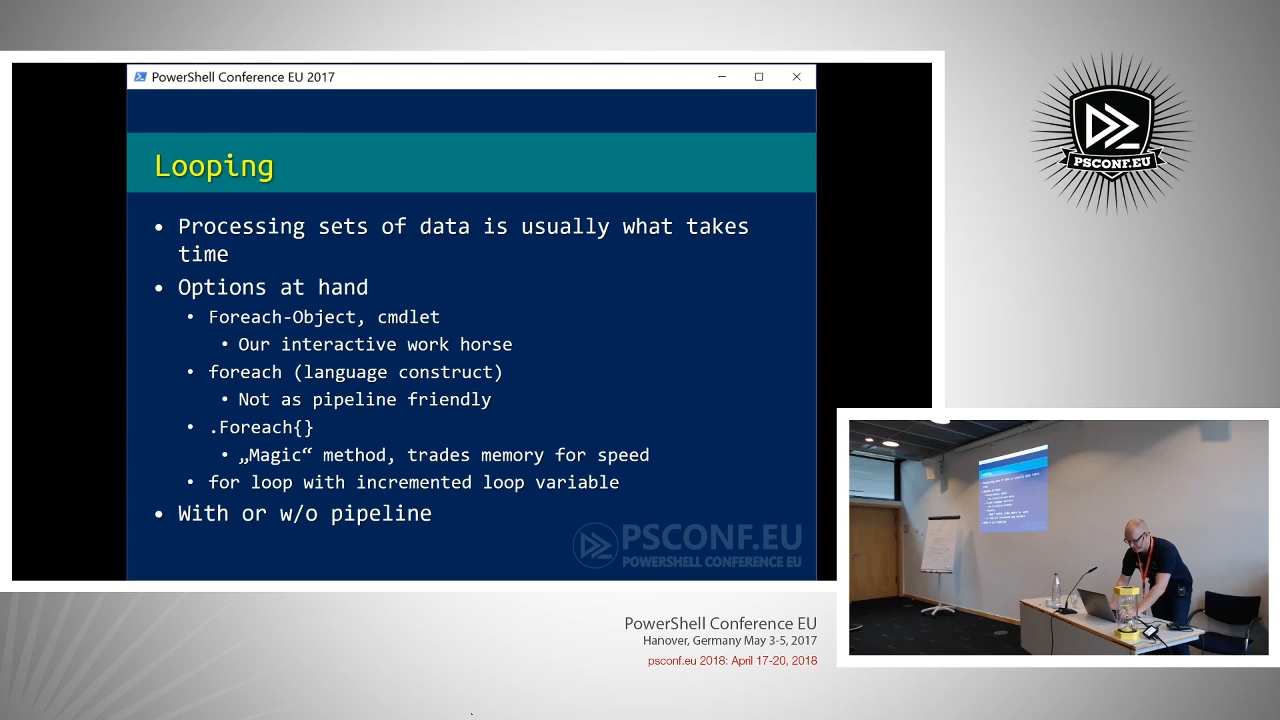 PowerShell Conference EU 2017
Looping
• Processing sets of data is usually what takes
time
• Options at hand
• Foreach-Object, cmdlet
• Our interactive work horse
• foreach (language construct)
• Not as pipeline friendly
• .Foreach{}
• „Magic“ method, trades memory for speed
• for loop with incremented loop variable
• With or w/o pipeline
PSCONF.EU
POWERSHELL CONFERENCE EU
PSCONF.EU
PowerShell Conference EU
Hanover, Germany May 3-5, 2017
psconf.eu 2018: April 17-20, 2018